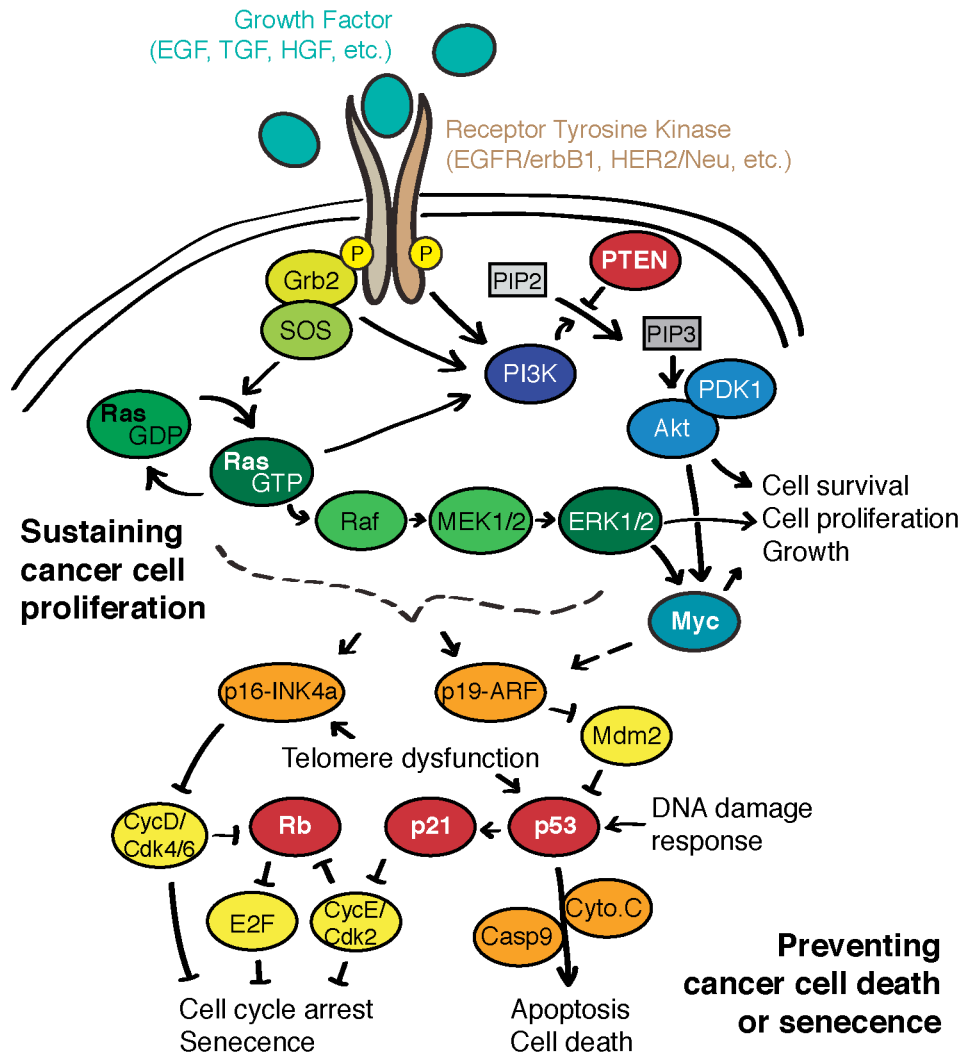 Growth Factor
(EGF, TGF, HGF, etc.)
Receptor Tyrosine Kinase
(EGFR/erbB1, HER2/Neu, etc.)
P
P
Grb2
SOS
PIP2
PTEN
PIP3
PI3K
PDK1
Akt
Ras
GDP
Ras
GTP
Raf
MEK1/2
ERK1/2
Cell survival
Cell proliferation
Growth
Sustaining
cancer cell
proliferation
Myc
p16-INK4a
p19-ARF
Mdm2
Telomere dysfunction
CycD/
Cdk4/6
Rb
p21
p53
DNA damage
response
E2F
CycE/
Cdk2
Casp9
Cyto.C
Cell cycle arrest
Senecence
Apoptosis
Cell death
Preventing
cancer cell death
or senecence